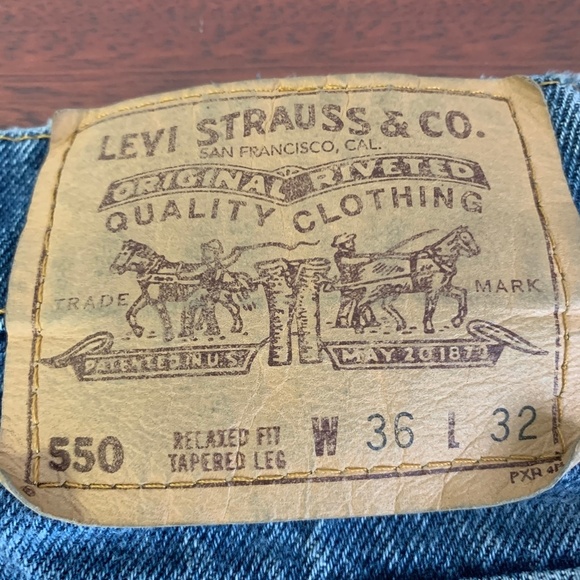 LEVI STRAUSS & CO.
SAN FRANCISCO, CAL.
ORIGINAL RIVETED
QUALITY CLOTHING
TRADE MARK
PATENTED IN U.S. MAY 20 1873
550 RELAXED FIT TAPERED LEG W 36 L 32
PXR